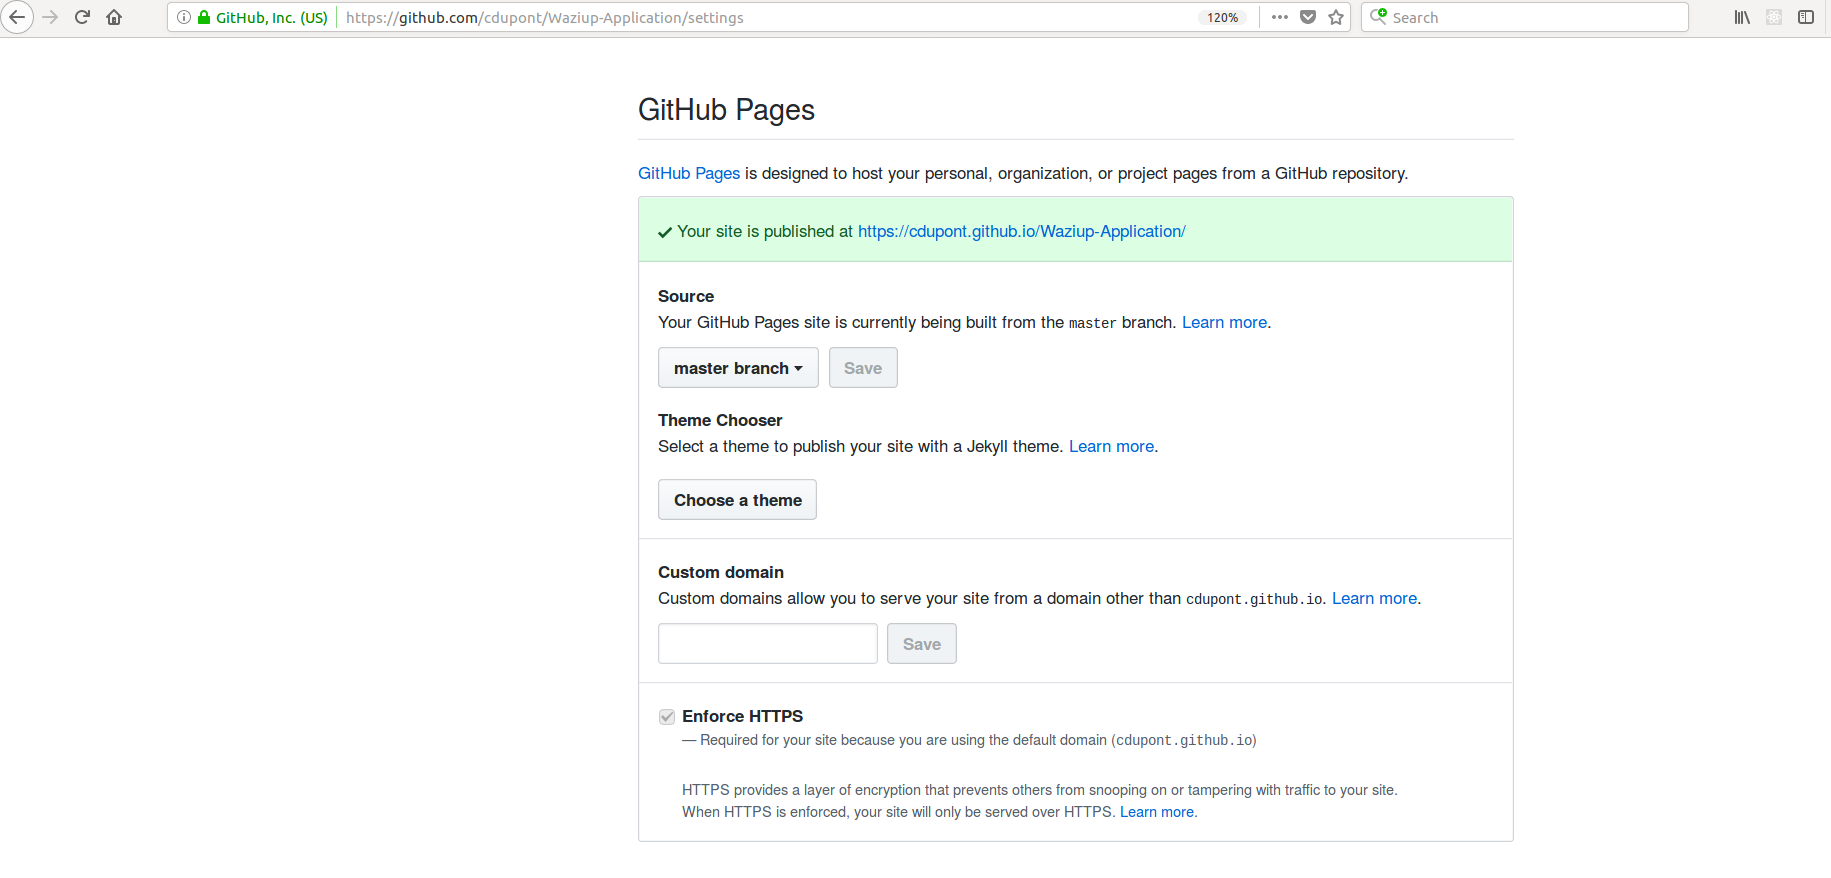 GitHub, Inc. (US) https://github.com/cdupont/Waziup-Application/settings 120% Search
GitHub Pages
GitHub Pages is designed to host your personal, organization, or project pages from a GitHub repository.
Your site is published at https://cdupont.github.io/Waziup-Application/
Source
Your GitHub Pages site is currently being built from the master branch. Learn more.
master branch Save
Theme Chooser
Select a theme to publish your site with a Jekyll theme. Learn more.
Choose a theme
Custom domain
Custom domains allow you to serve your site from a domain other than cdupont.github.io. Learn more.
Save
Enforce HTTPS
— Required for your site because you are using the default domain (cdupont.github.io)
HTTPS provides a layer of encryption that prevents others from snooping on or tampering with traffic to your site.
When HTTPS is enforced, your site will only be served over HTTPS. Learn more.